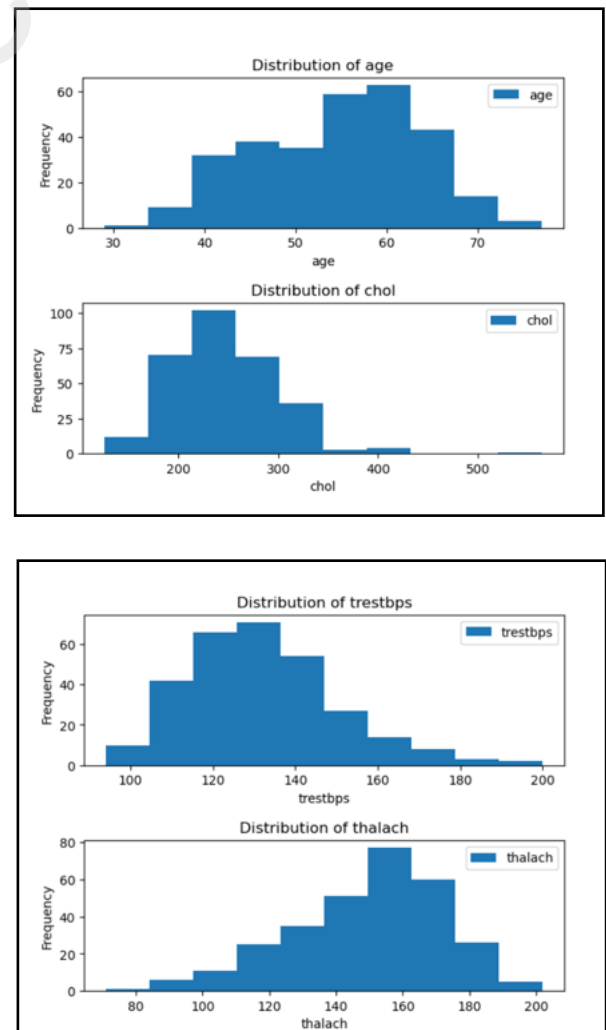 Distribution of age
age
60
40
20
0
Frequency
30 40 50 60 70
age
Distribution of chol
chol
100
75
50
25
0
Frequency
200 300 400 500
chol
Distribution of trestbps
trestbps
60
40
20
0
Frequency
100 120 140 160 180 200
trestbps
Distribution of thalach
thalach
80
60
40
20
0
Frequency
80 100 120 140 160 180 200
thalach